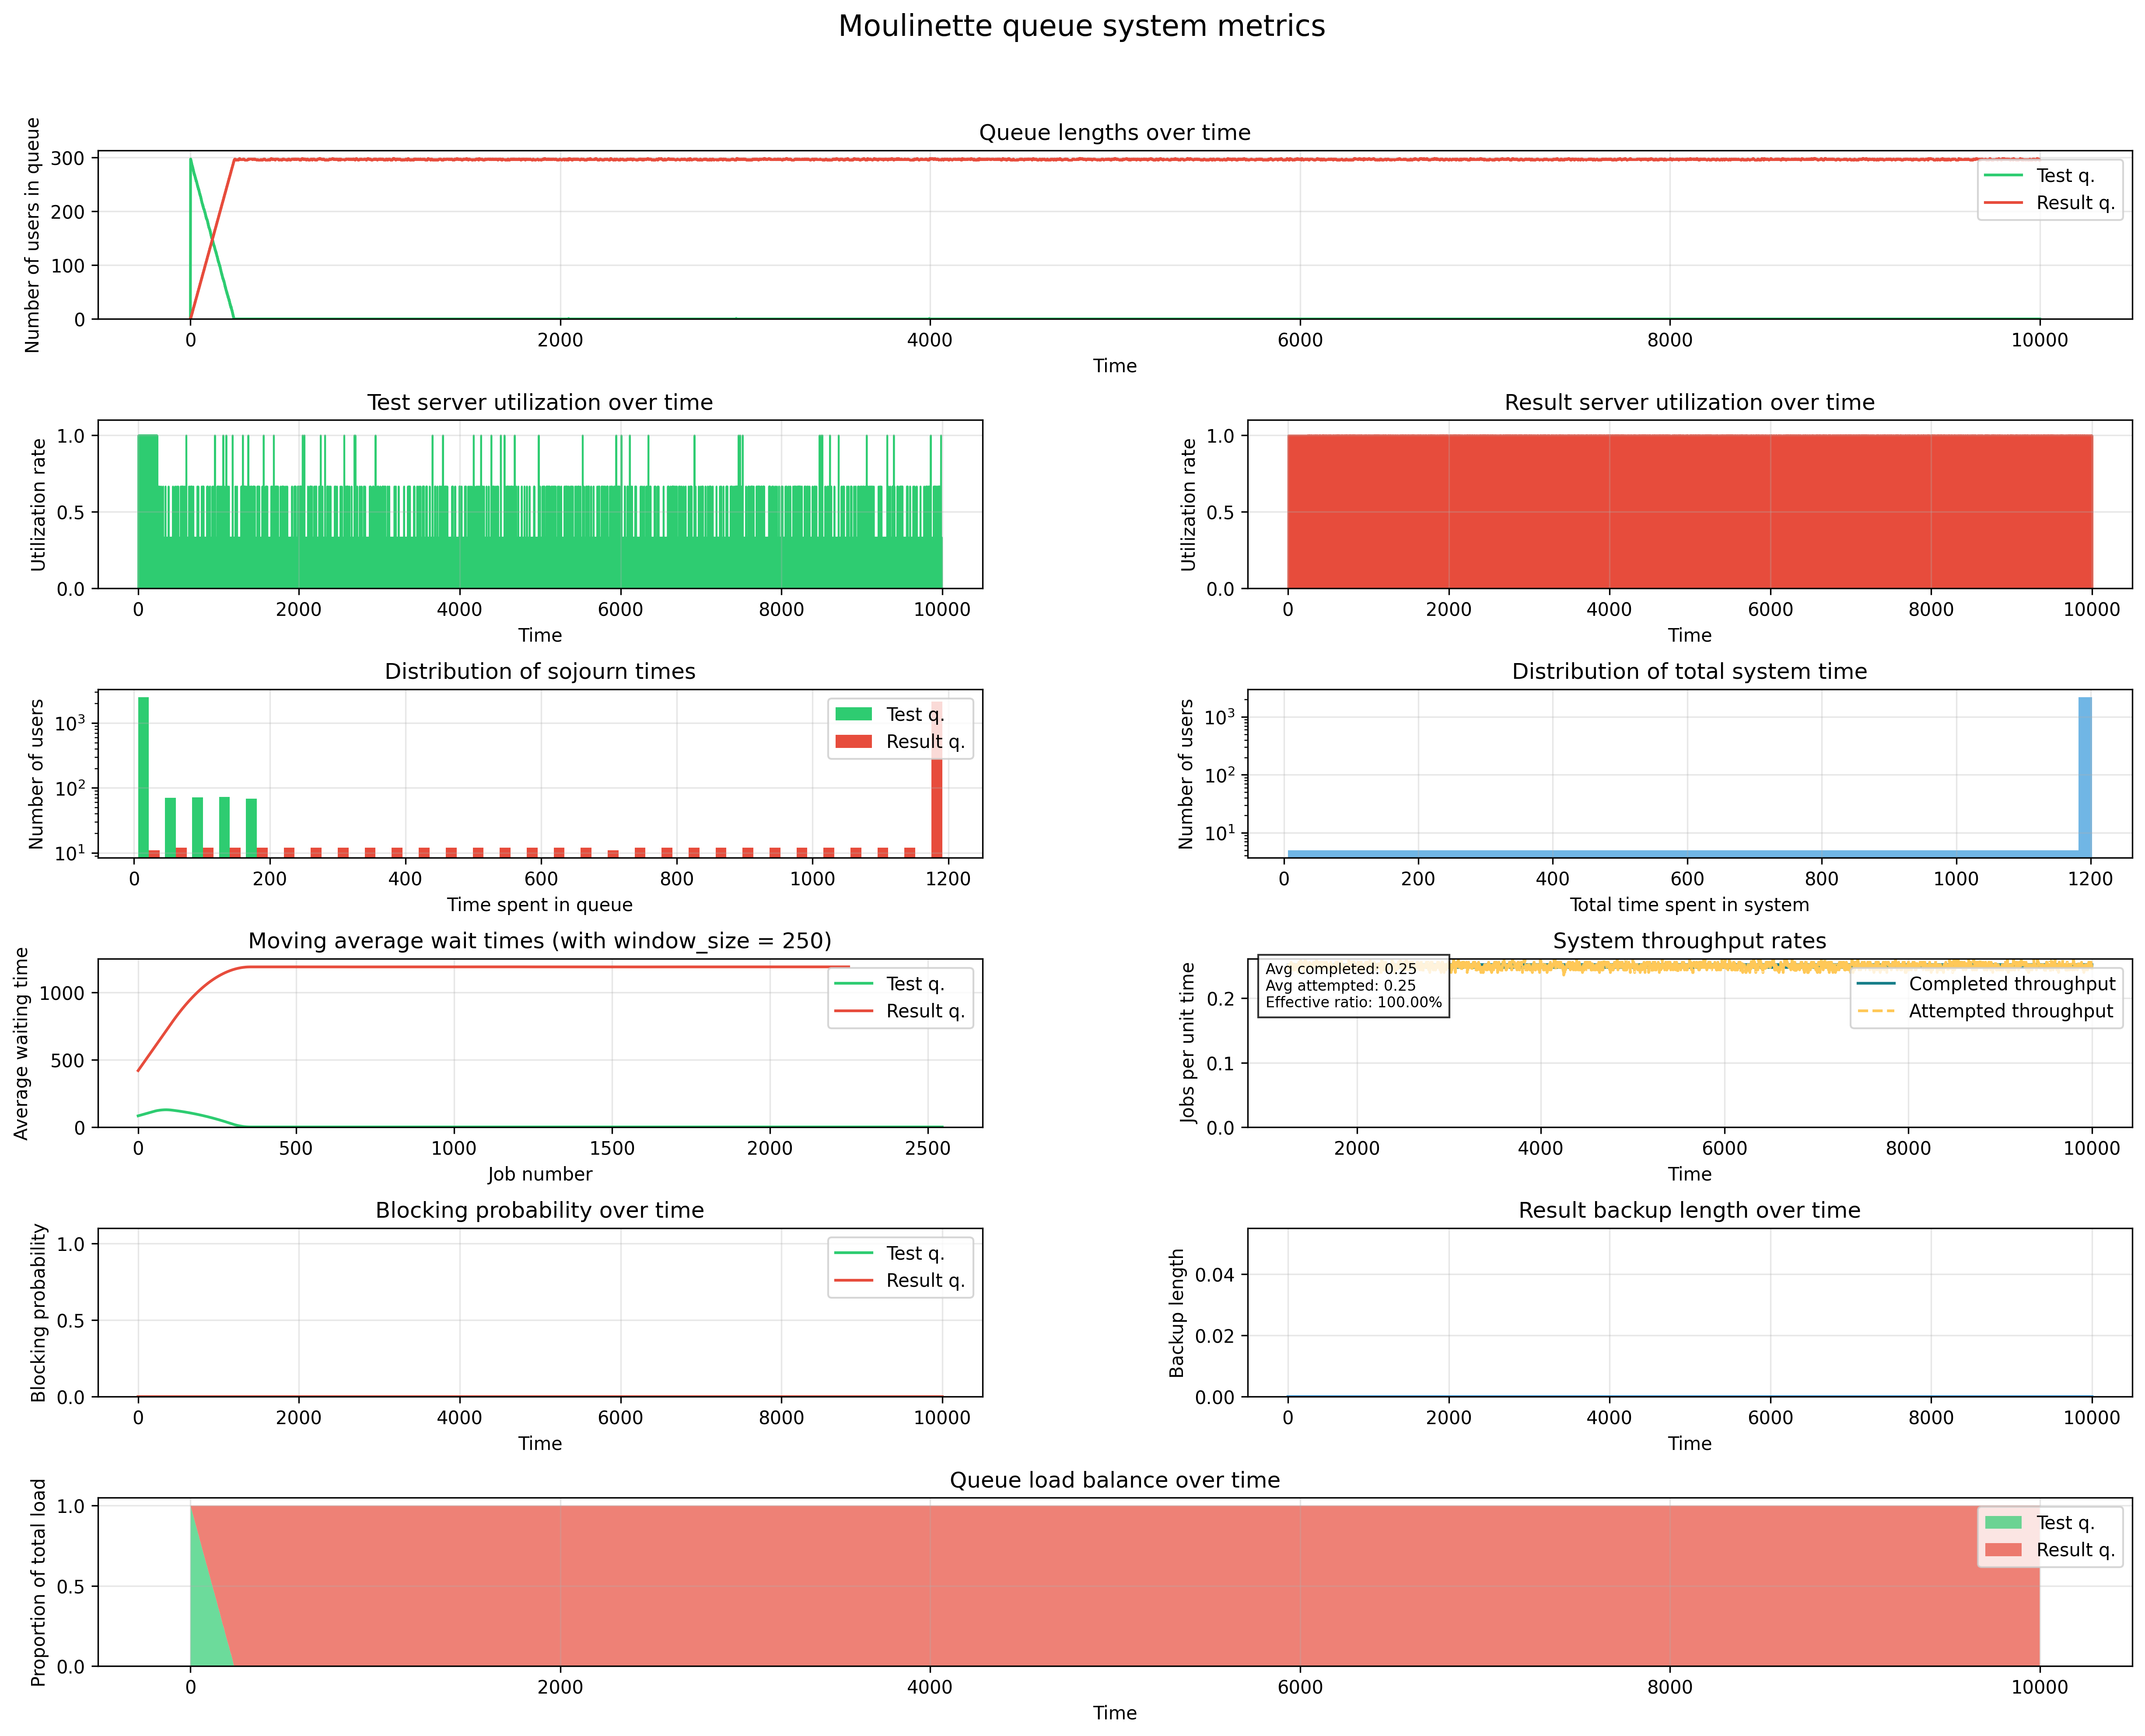 Moulinette queue system metrics
Queue lengths over time
Number of users in queue
300
200
100
0
Test q.
Result q.
0 2000 4000 6000 8000 10000
Time
Test server utilization over time
Utilization rate
1.0
0.5
0.0
0 2000 4000 6000 8000 10000
Time
Result server utilization over time
Utilization rate
1.0
0.5
0.0
0 2000 4000 6000 8000 10000
Time
Distribution of sojourn times
Number of users
10³
10²
10¹
Test q.
Result q.
0 200 400 600 800 1000 1200
Time spent in queue
Distribution of total system time
Number of users
10³
10²
10¹
0 200 400 600 800 1000 1200
Total time spent in system
Moving average wait times (with window_size = 250)
Average waiting time
1000
500
0
Test q.
Result q.
0 500 1000 1500 2000 2500
Job number
System throughput rates
Jobs per unit time
0.2
0.1
0.0
Avg completed: 0.25
Avg attempted: 0.25
Effective ratio: 100.00%
Completed throughput
Attempted throughput
2000 4000 6000 8000 10000
Time
Blocking probability over time
Blocking probability
1.0
0.5
0.0
Test q.
Result q.
0 2000 4000 6000 8000 10000
Time
Result backup length over time
Backup length
0.04
0.02
0.00
0 2000 4000 6000 8000 10000
Time
Queue load balance over time
Proportion of total load
1.0
0.5
0.0
Test q.
Result q.
0 2000 4000 6000 8000 10000
Time